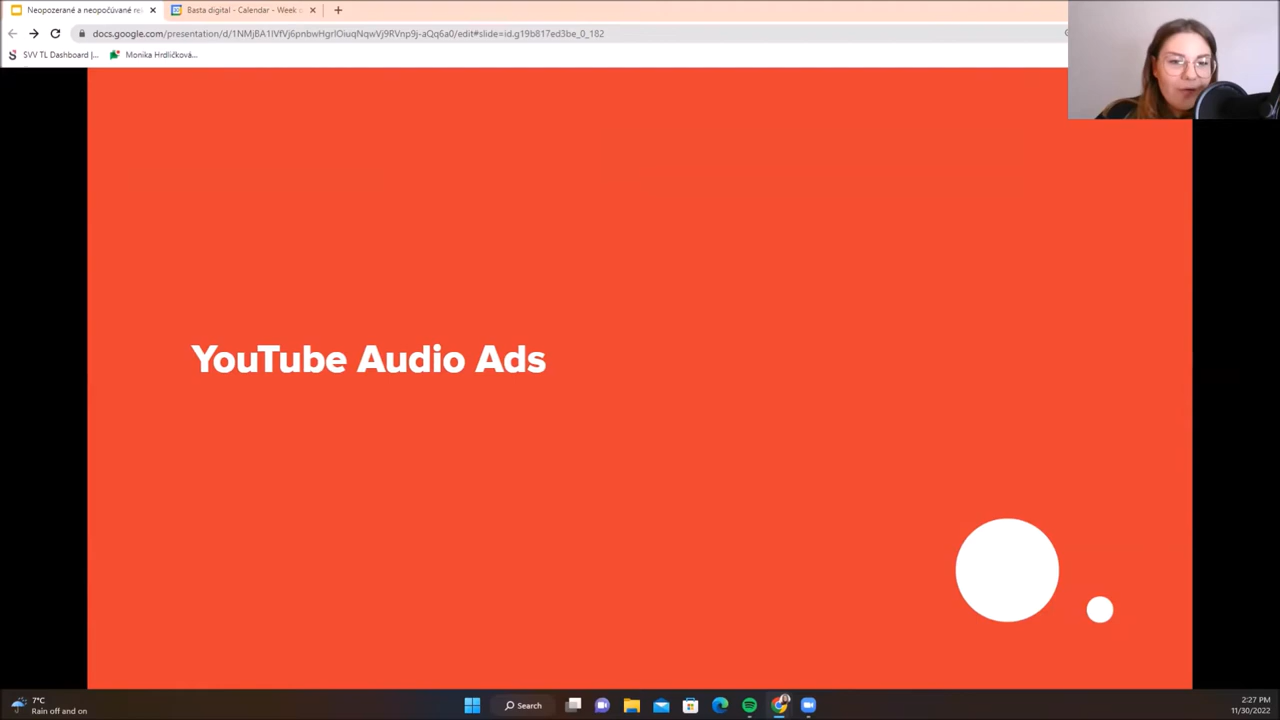 Neopozerané a neopočúvané re
Basta digital - Calendar - Week o
docs.google.com/presentation/d/1NMjBA1IVfVj6pnbwHgrlOiuqNqwVj9RVnp9j-aQq6a0/edit#slide=id.g19b817ed3be_0_182
SVV TL Dashboard |...
Monika Hrdličková...
YouTube Audio Ads
7°C
Rain off and on
Search
2:27 PM
11/30/2022